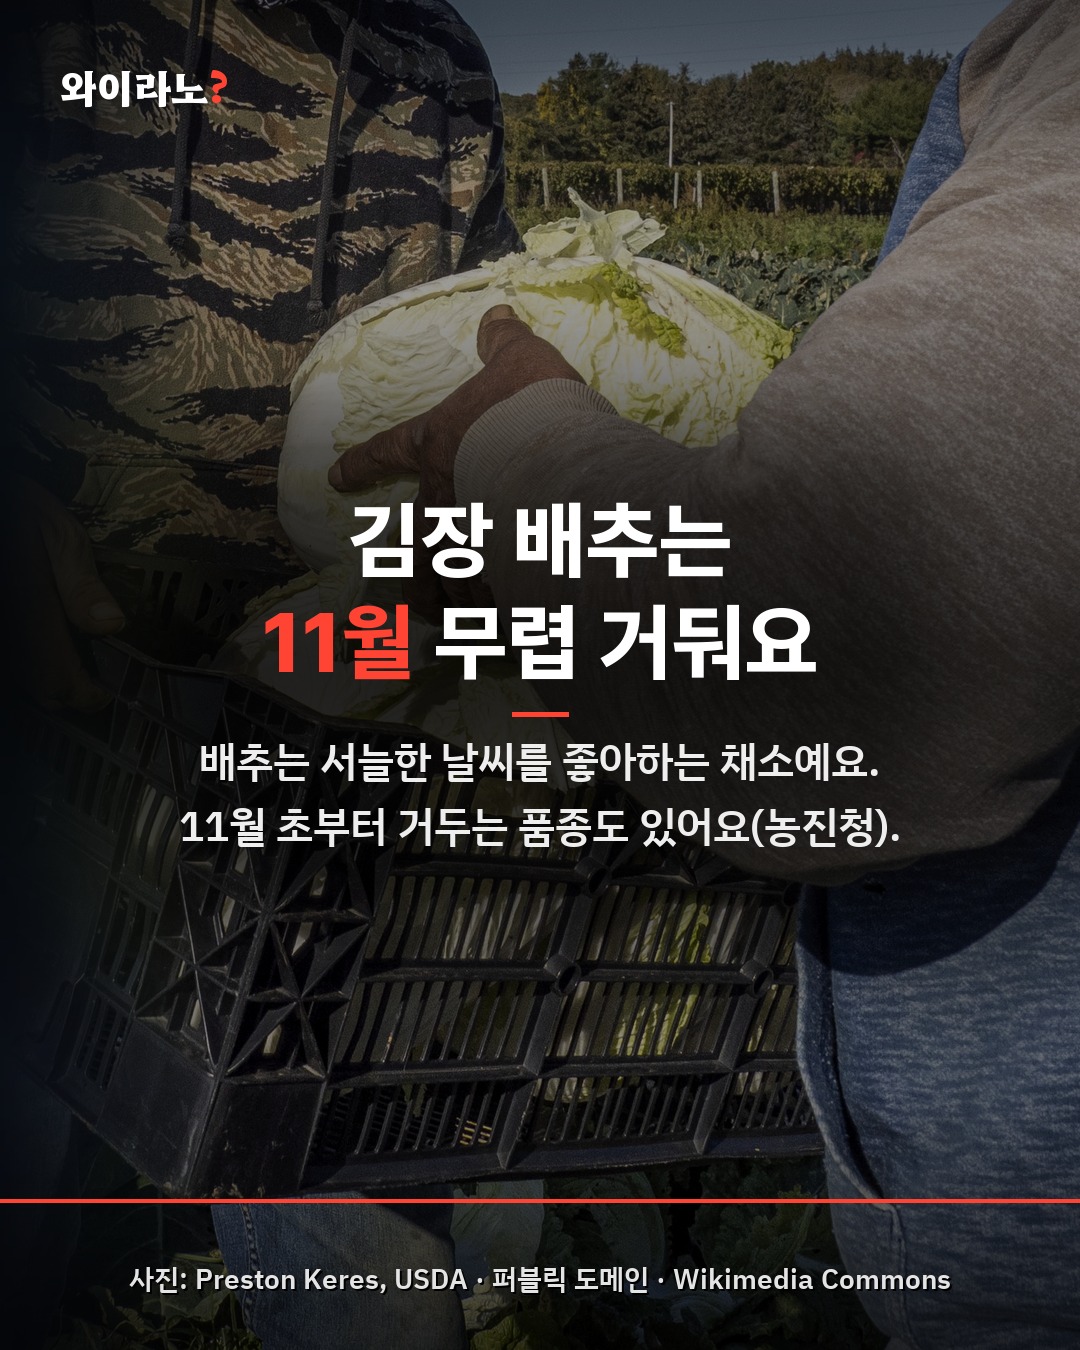 와이라노?
김장 배추는
11월 무렵 거둬요
배추는 서늘한 날씨를 좋아하는 채소예요.
11월 초부터 거두는 품종도 있어요(농진청).
사진: Preston Keres, USDA · 퍼블릭 도메인 · Wikimedia Commons